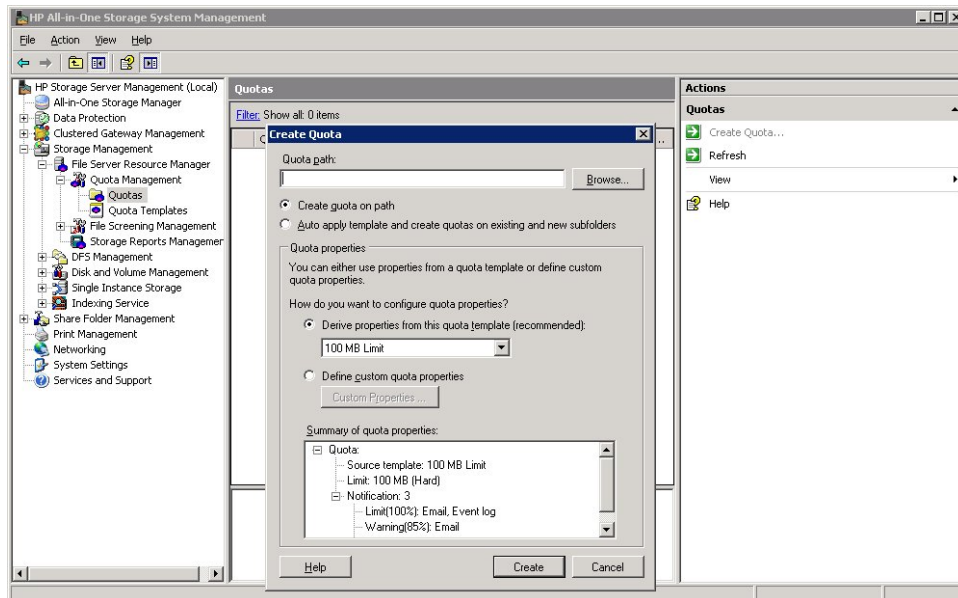 HP All-in-One Storage System Management
File Action View Help
HP Storage Server Management (Local)
All-in-One Storage Manager
Data Protection
Clustered Gateway Management
Storage Management
File Server Resource Manager
Quota Management
Quotas
Quota Templates
File Screening Management
Storage Reports Managemer
DFS Management
Disk and Volume Management
Single Instance Storage
Indexing Service
Share Folder Management
Print Management
Networking
System Settings
Services and Support
Quotas
Filter: Show all: 0 items
Create Quota
Quota path:
Browse...
Create quota on path
Auto apply template and create quotas on existing and new subfolders
Quota properties
You can either use properties from a quota template or define custom
quota properties.
How do you want to configure quota properties?
Derive properties from this quota template (recommended):
100 MB Limit
Define custom quota properties
Custom Properties ...
Summary of quota properties:
Quota:
Source template: 100 MB Limit
Limit: 100 MB (Hard)
Notification: 3
Limit(100%): Email, Event log
Warning(85%): Email
Help Create Cancel
Actions
Quotas
Create Quota...
Refresh
View
Help